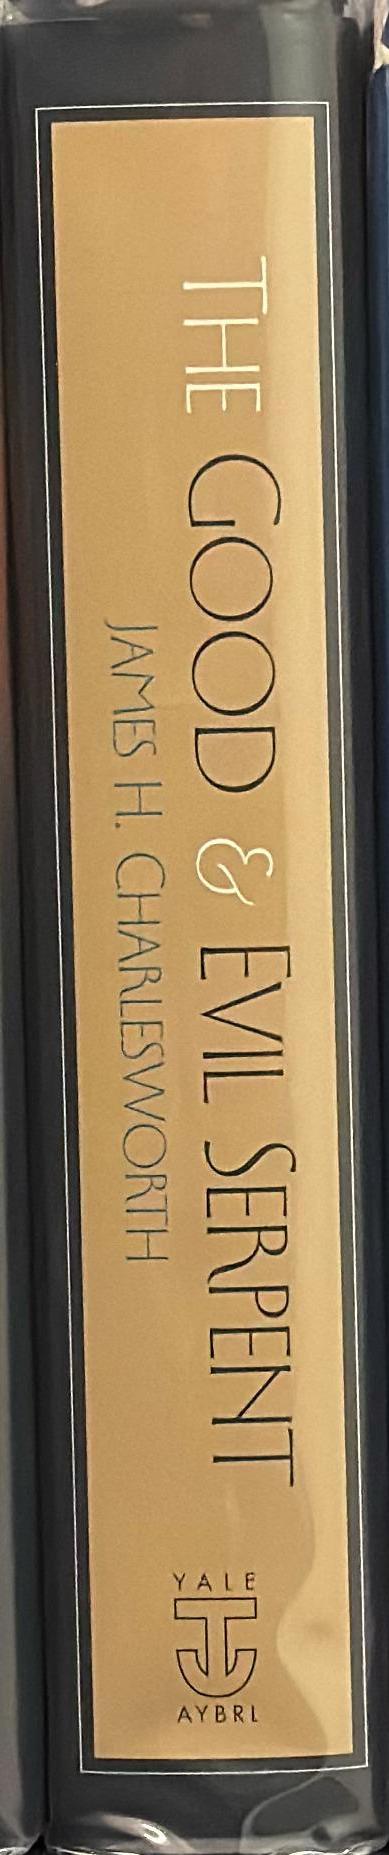 THE GOOD & EVIL SERPENT
JAMES H. CHARLESWORTH
YALE
AYBRL